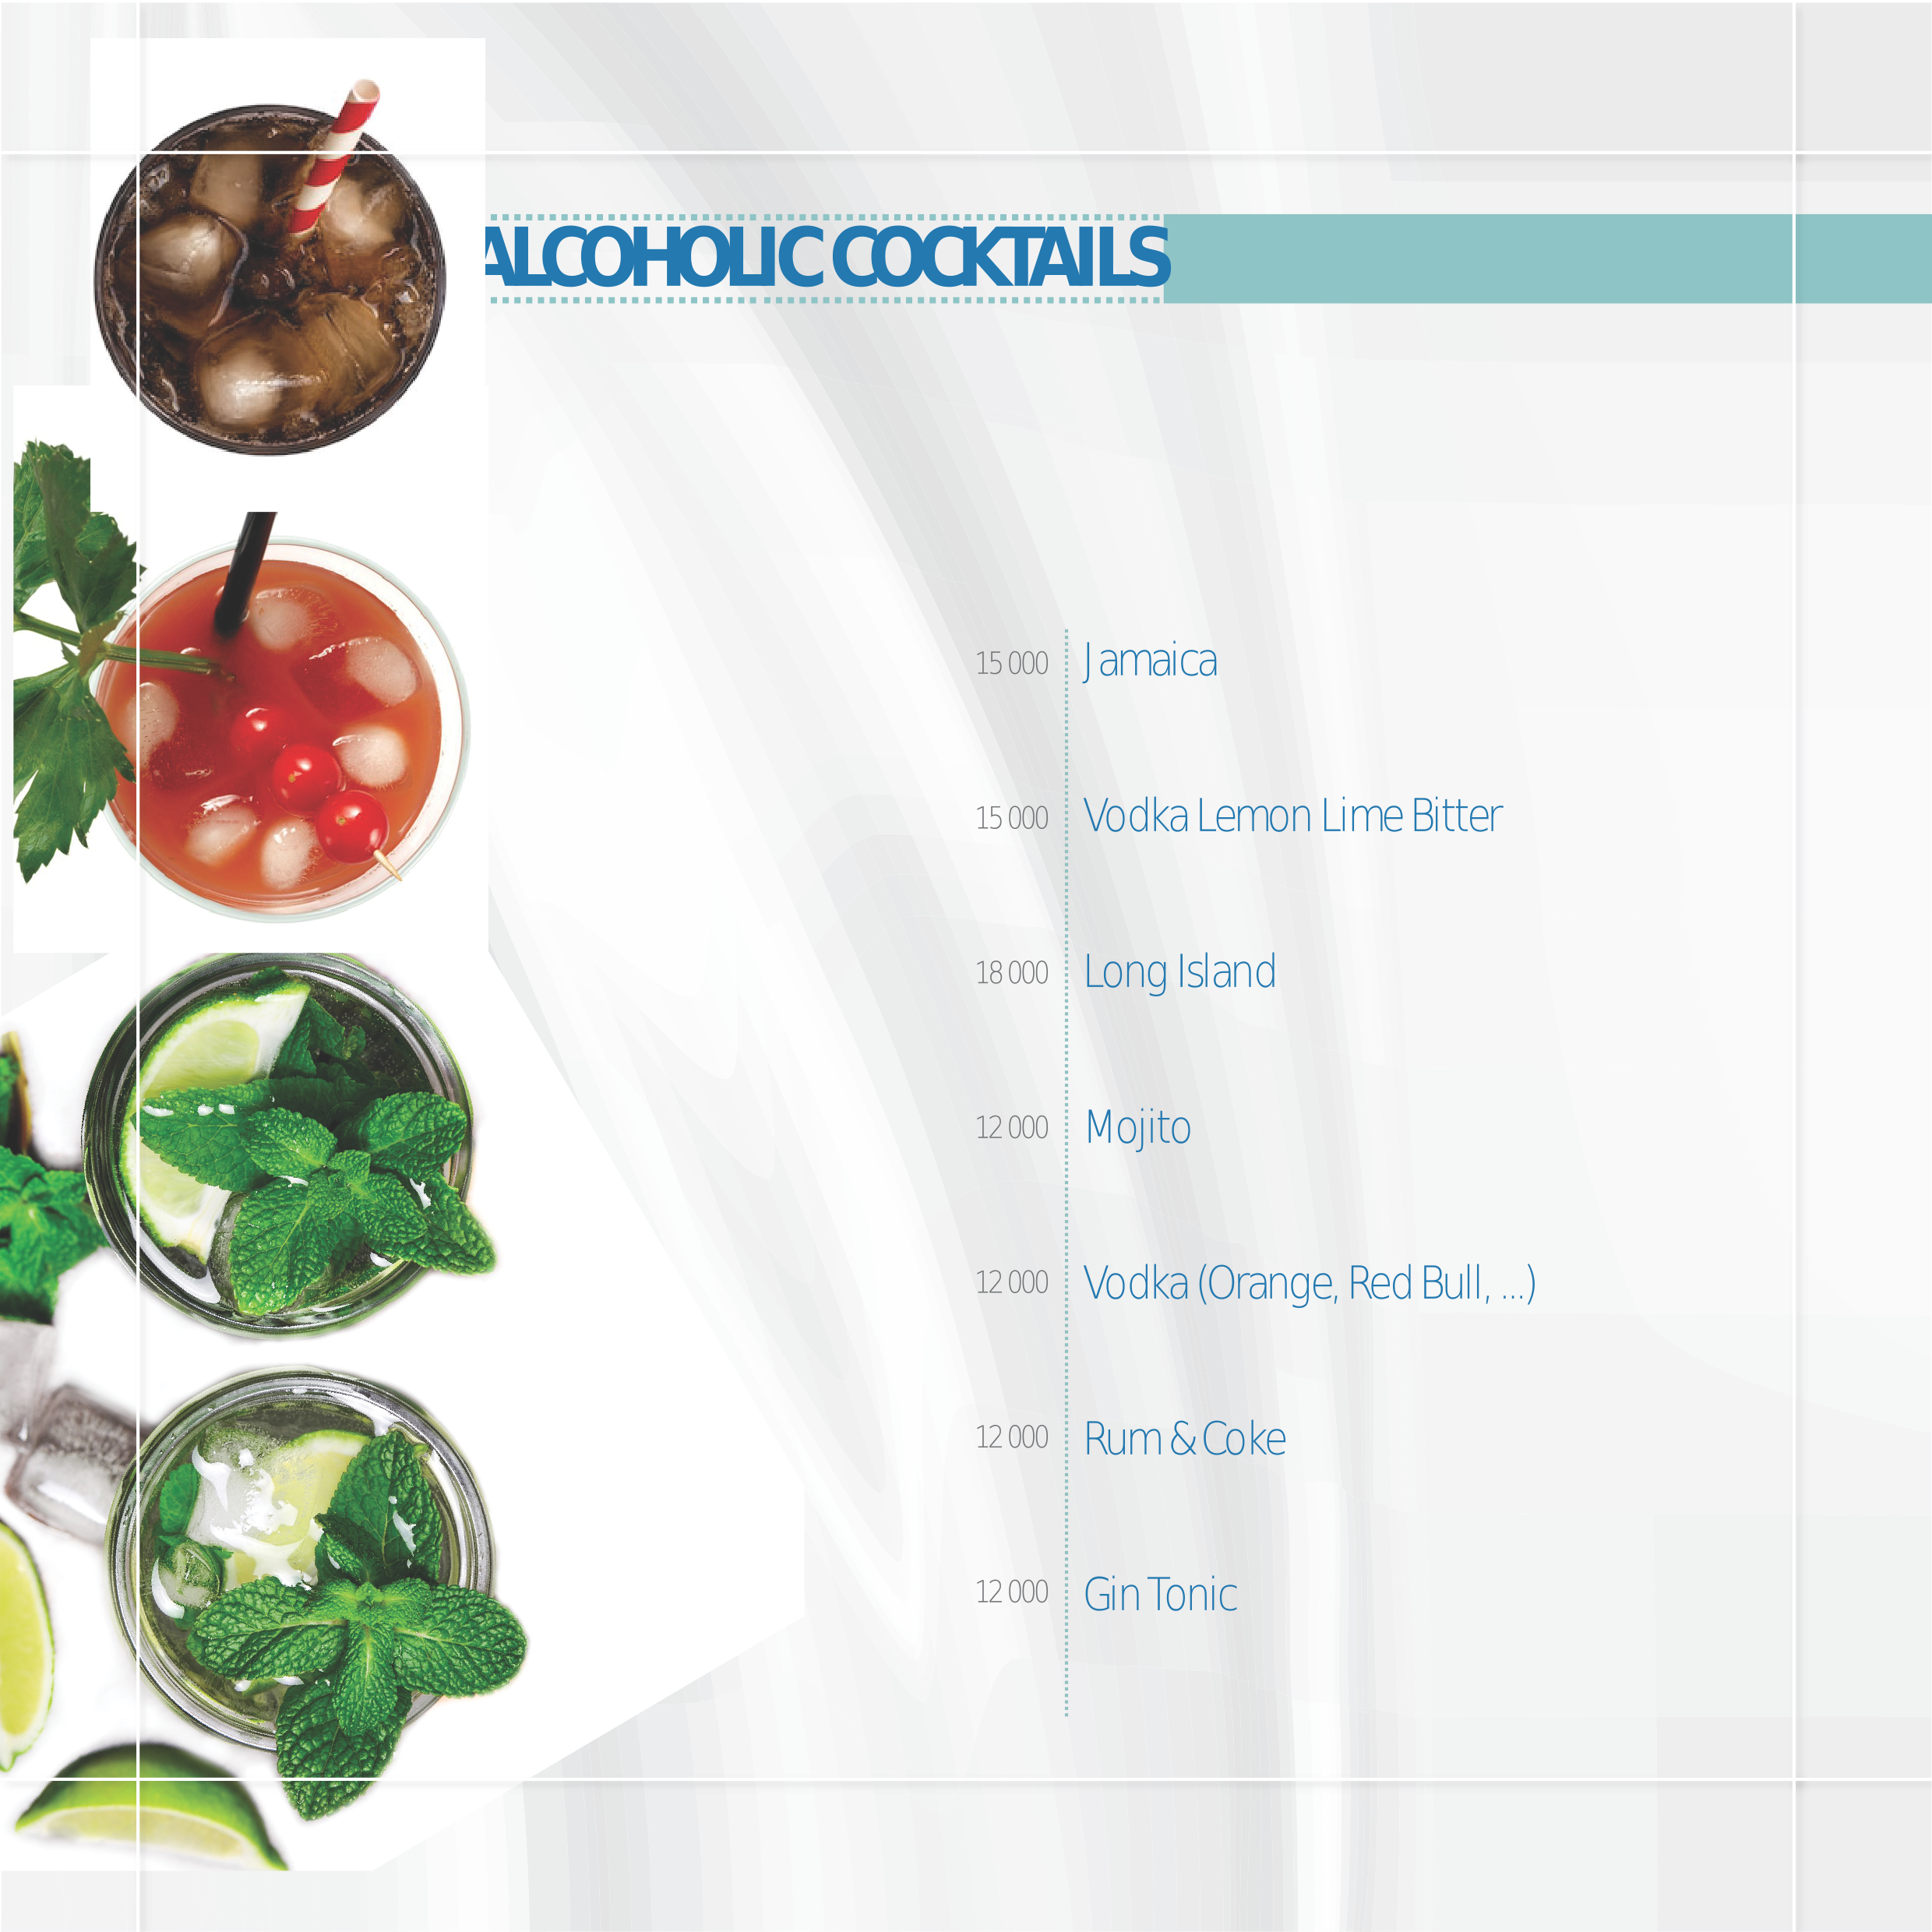 ALCOHOLIC COCKTAILS
15 000 Jamaica
15 000 Vodka Lemon Lime Bitter
18 000 Long Island
12 000 Mojito
12 000 Vodka (Orange, Red Bull, ...)
12 000 Rum & Coke
12 000 Gin Tonic